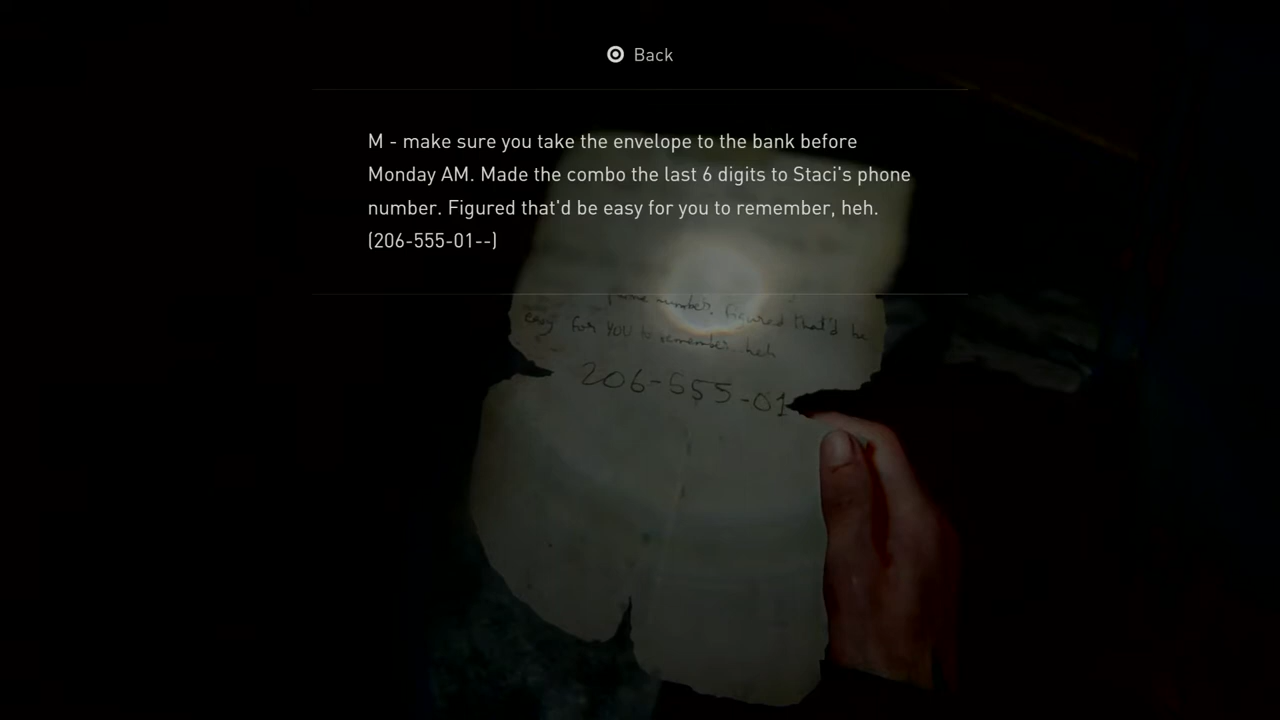 Back
M - make sure you take the envelope to the bank before
Monday AM. Made the combo the last 6 digits to Staci's phone
number. Figured that'd be easy for you to remember, heh.
(206-555-01--)
phone number. Figured that'd be
easy for you to remember heh
206-555-01